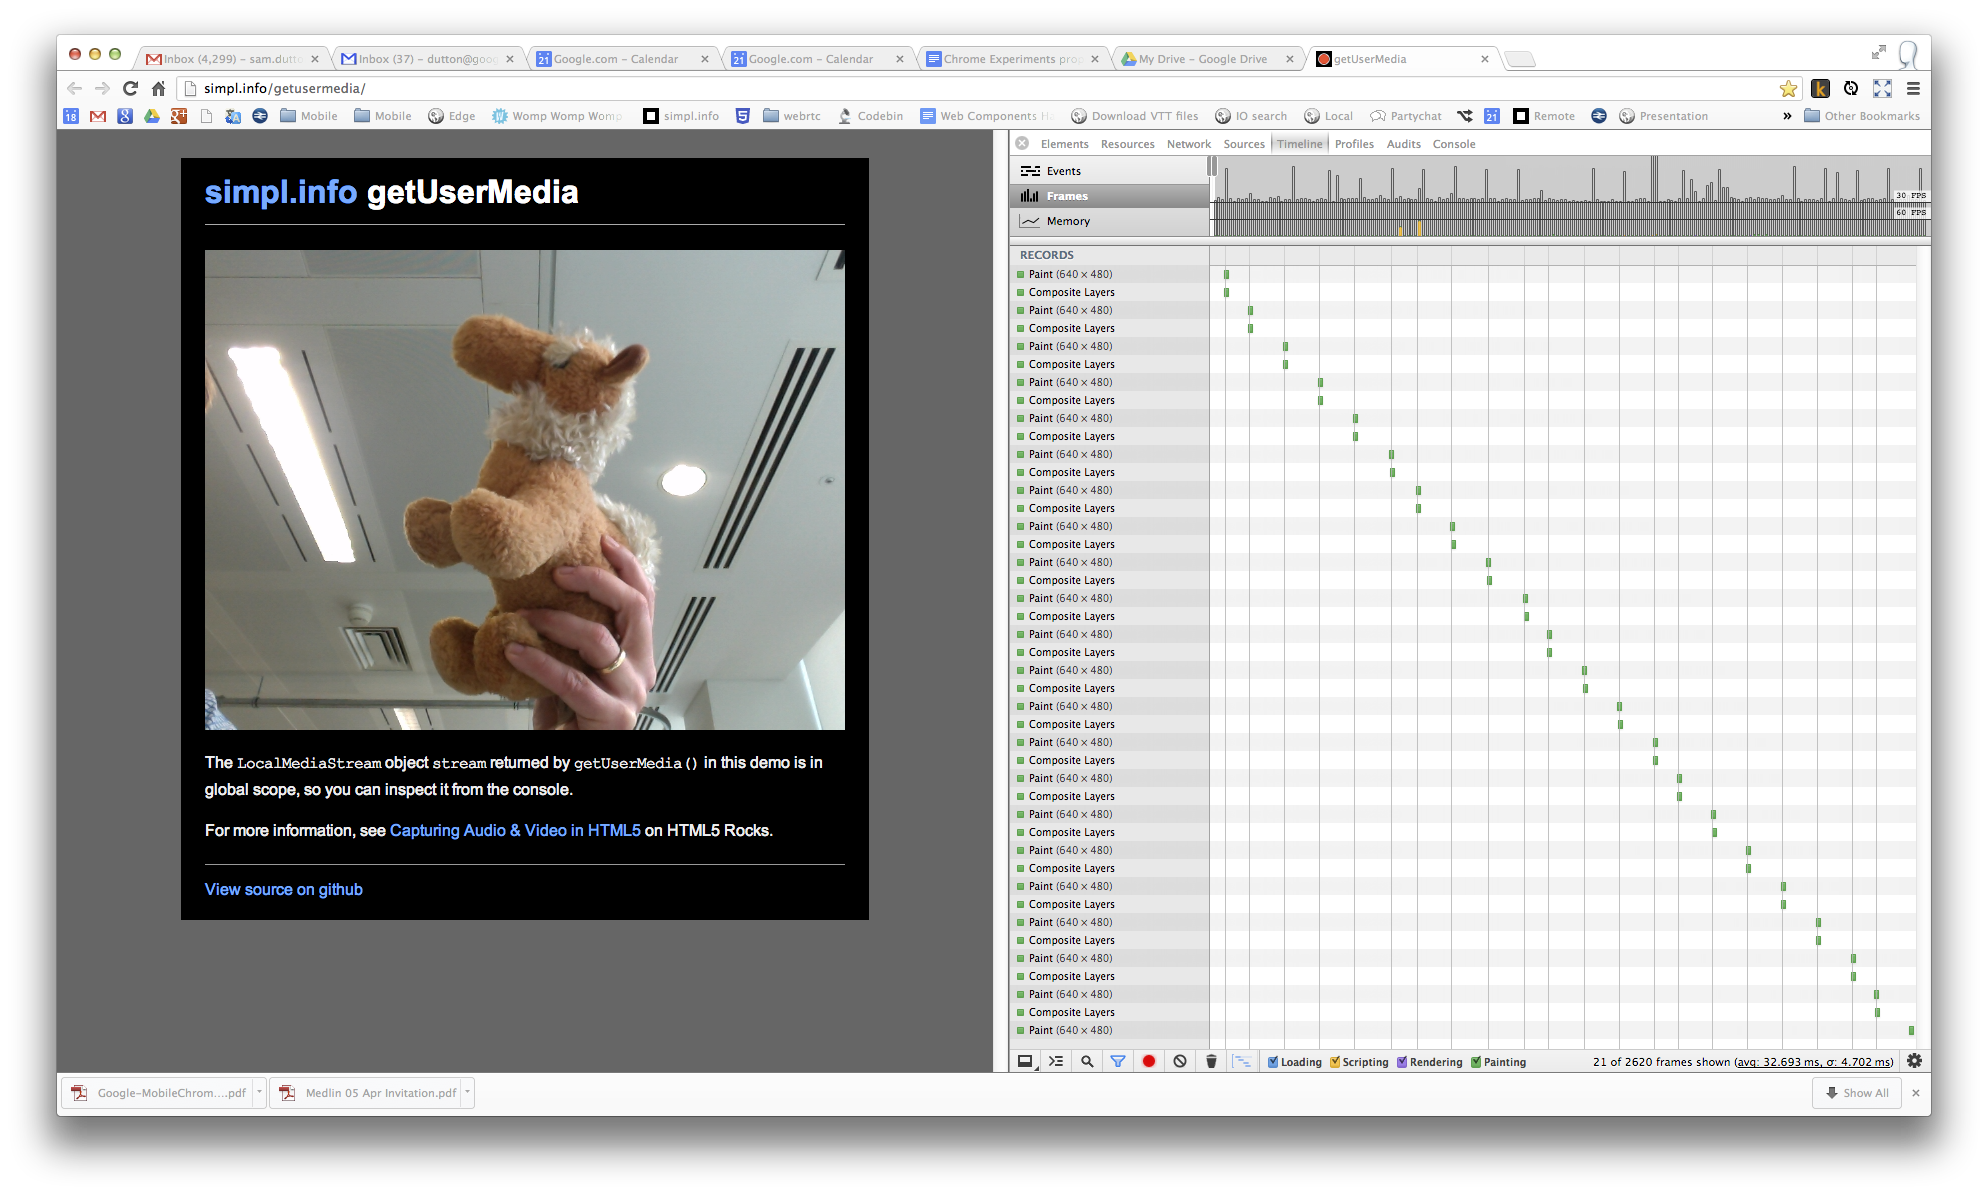 Inbox (4,299) – sam.dutto
Inbox (37) – dutton@goog
Google.com – Calendar
Google.com – Calendar
Chrome Experiments prop
My Drive – Google Drive
getUserMedia
simpl.info/getusermedia/
18 Mobile Mobile Edge Womp Womp Womp simpl.info webrtc Codebin Web Components Ha Download VTT files IO search Local Partychat 21 Remote Presentation » Other Bookmarks
simpl.info getUserMedia
The LocalMediaStream object stream returned by getUserMedia() in this demo is in
global scope, so you can inspect it from the console.
For more information, see Capturing Audio & Video in HTML5 on HTML5 Rocks.
View source on github
Elements Resources Network Sources Timeline Profiles Audits Console
Events
Frames
Memory
30 FPS
60 FPS
RECORDS
Paint (640 × 480)
Composite Layers
Paint (640 × 480)
Composite Layers
Paint (640 × 480)
Composite Layers
Paint (640 × 480)
Composite Layers
Paint (640 × 480)
Composite Layers
Paint (640 × 480)
Composite Layers
Paint (640 × 480)
Composite Layers
Paint (640 × 480)
Composite Layers
Paint (640 × 480)
Composite Layers
Paint (640 × 480)
Composite Layers
Paint (640 × 480)
Composite Layers
Paint (640 × 480)
Composite Layers
Paint (640 × 480)
Composite Layers
Paint (640 × 480)
Composite Layers
Paint (640 × 480)
Composite Layers
Paint (640 × 480)
Composite Layers
Paint (640 × 480)
Composite Layers
Paint (640 × 480)
Composite Layers
Paint (640 × 480)
Composite Layers
Paint (640 × 480)
Composite Layers
Paint (640 × 480)
Composite Layers
Paint (640 × 480)
Loading Scripting Rendering Painting 21 of 2620 frames shown (avg: 32.693 ms, σ: 4.702 ms)
Google-MobileChrom....pdf
Medlin 05 Apr Invitation.pdf
Show All